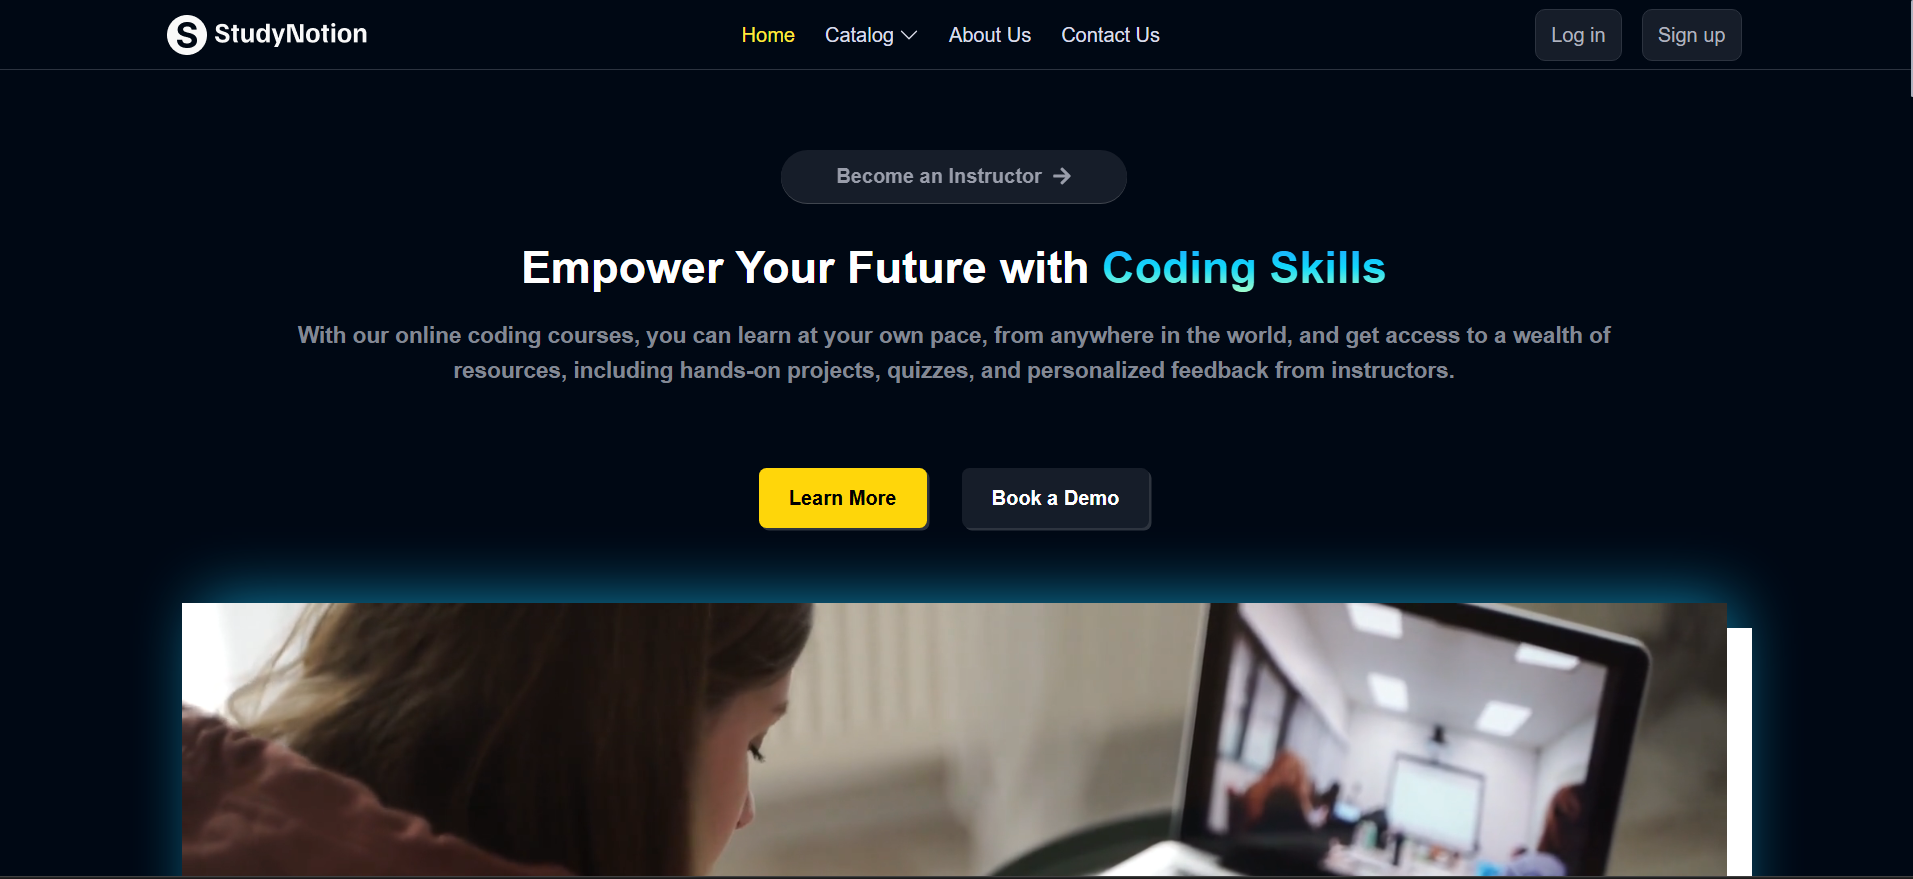 StudyNotion
Home Catalog About Us Contact Us
Log in Sign up
Become an Instructor
Empower Your Future with Coding Skills
With our online coding courses, you can learn at your own pace, from anywhere in the world, and get access to a wealth of
resources, including hands-on projects, quizzes, and personalized feedback from instructors.
Learn More Book a Demo